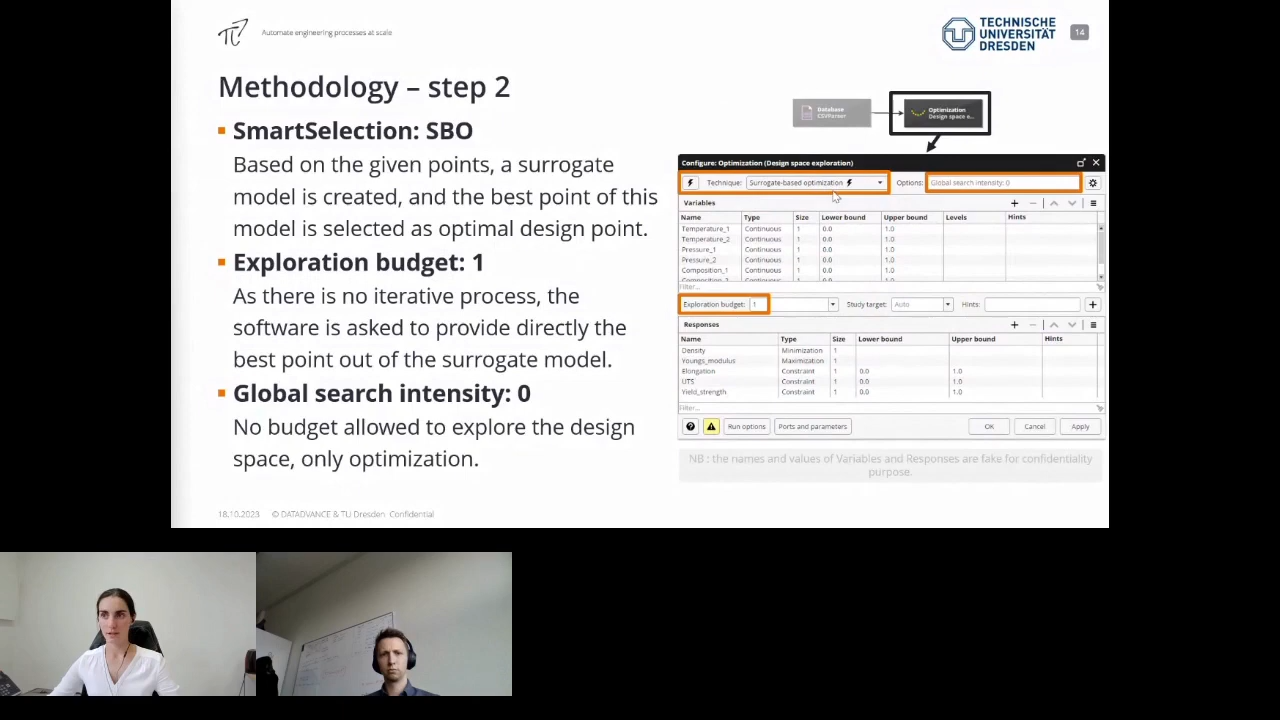 Automate engineering processes at scale
TECHNISCHE
UNIVERSITÄT
DRESDEN
14
Methodology – step 2
SmartSelection: SBO
Based on the given points, a surrogate
model is created, and the best point of this
model is selected as optimal design point.
Exploration budget: 1
As there is no iterative process, the
software is asked to provide directly the
best point out of the surrogate model.
Global search intensity: 0
No budget allowed to explore the design
space, only optimization.
Database
CSVParser
Optimization
Design space e...
Configure: Optimization (Design space exploration)
Technique: Surrogate-based optimization Options: Global search intensity: 0
Variables
Name Type Size Lower bound Upper bound Levels Hints
Temperature_1 Continuous 1 0.0 1.0
Temperature_2 Continuous 1 0.0 1.0
Pressure_1 Continuous 1 0.0 1.0
Pressure_2 Continuous 1 0.0 1.0
Composition_1 Continuous 1 0.0 1.0
Filter...
Exploration budget: 1 Study target: Auto Hints:
Responses
Name Type Size Lower bound Upper bound Hints
Density Minimization 1
Youngs_modulus Maximization 1
Elongation Constraint 1 0.0 1.0
UTS Constraint 1 0.0 1.0
Yield_strength Constraint 1 0.0 1.0
Filter...
Run options Ports and parameters OK Cancel Apply
NB : the names and values of Variables and Responses are fake for confidentiality
purpose.
18.10.2023 © DATADVANCE & TU Dresden Confidential